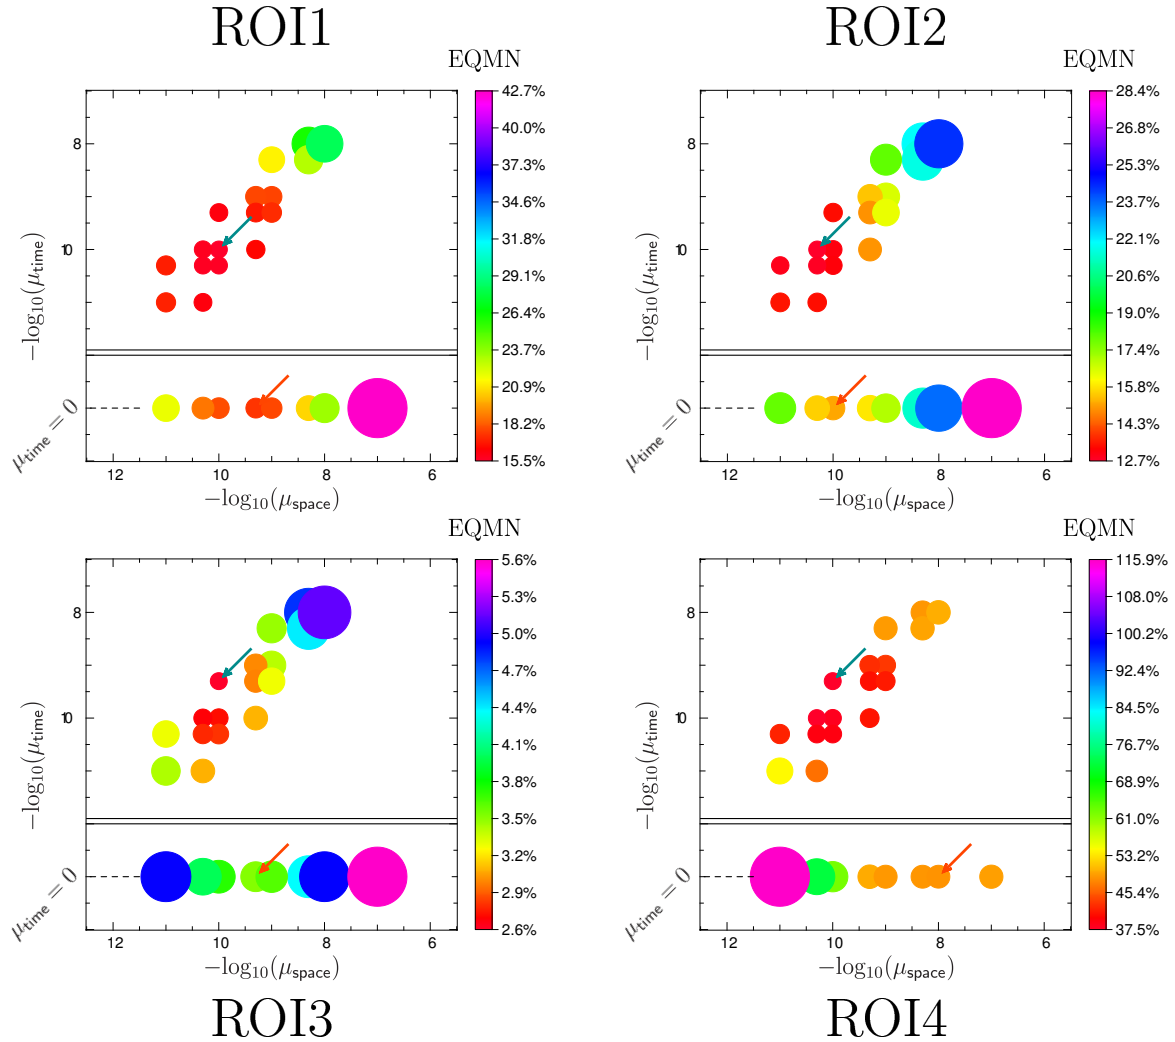 ROI1
EQMN
42.7%
40.0%
37.3%
34.6%
31.8%
29.1%
26.4%
23.7%
20.9%
18.2%
15.5%
8
10
−log₁₀(μtime)
μtime = 0
12 10 8 6
−log₁₀(μspace)
ROI2
EQMN
28.4%
26.8%
25.3%
23.7%
22.1%
20.6%
19.0%
17.4%
15.8%
14.3%
12.7%
8
10
−log₁₀(μtime)
μtime = 0
12 10 8 6
−log₁₀(μspace)
EQMN
5.6%
5.3%
5.0%
4.7%
4.4%
4.1%
3.8%
3.5%
3.2%
2.9%
2.6%
8
10
−log₁₀(μtime)
μtime = 0
12 10 8 6
−log₁₀(μspace)
ROI3
EQMN
115.9%
108.0%
100.2%
92.4%
84.5%
76.7%
68.9%
61.0%
53.2%
45.4%
37.5%
8
10
−log₁₀(μtime)
μtime = 0
12 10 8 6
−log₁₀(μspace)
ROI4